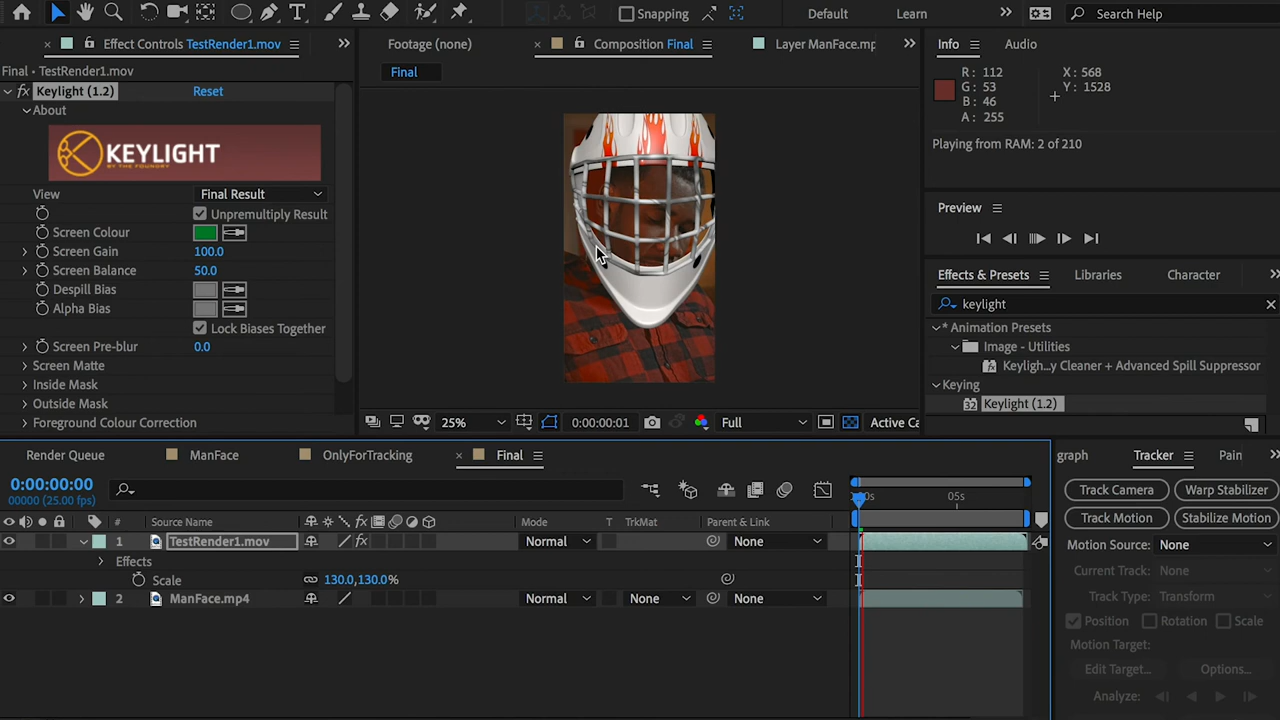 Snapping
Default
Learn
Search Help
Effect Controls TestRender1.mov
Footage (none)
Composition Final
Layer ManFace.mp
Info
Audio
Final • TestRender1.mov
Final
R: 112
G: 53
B: 46
A: 255
X: 568
Y: 1528
Playing from RAM: 2 of 210
fx Keylight (1.2)
Reset
About
KEYLIGHT
BY THE FOUNDRY
View
Final Result
Unpremultiply Result
Screen Colour
Screen Gain
100.0
Screen Balance
50.0
Despill Bias
Alpha Bias
Lock Biases Together
Screen Pre-blur
0.0
Screen Matte
Inside Mask
Outside Mask
Foreground Colour Correction
Preview
Effects & Presets
Libraries
Character
keylight
* Animation Presets
Image - Utilities
Keyligh...y Cleaner + Advanced Spill Suppressor
Keying
32 Keylight (1.2)
25%
0:00:00:01
Full
Active Ca
Render Queue
ManFace
OnlyForTracking
Final
graph
Tracker
Pain
0:00:00:00
00000 (25.00 fps)
:00s
05s
# Source Name
fx
Mode
T TrkMat
Parent & Link
1 TestRender1.mov
fx
Normal
None
Effects
Scale
130.0,130.0%
2 ManFace.mp4
Normal
None
None
Track Camera
Warp Stabilizer
Track Motion
Stabilize Motion
Motion Source: None
Current Track: None
Track Type: Transform
Position
Rotation
Scale
Motion Target:
Edit Target...
Options...
Analyze: